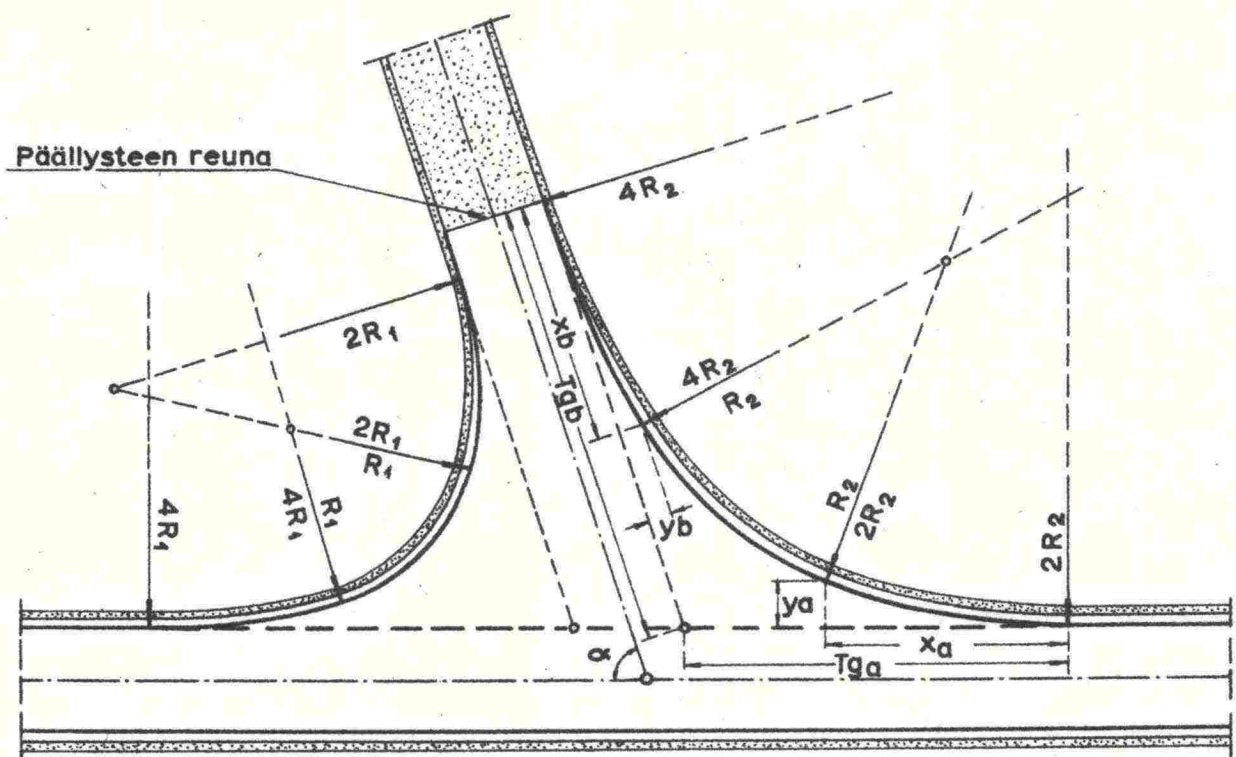 Päällysteen reuna
4R₂
2R₁
xb
Tgb
4R₂
R₂
2R₁
R₁
R₁
4R₁
4R₁
R₂
2R₂
2R₂
yb
ya
α
xa
Tga